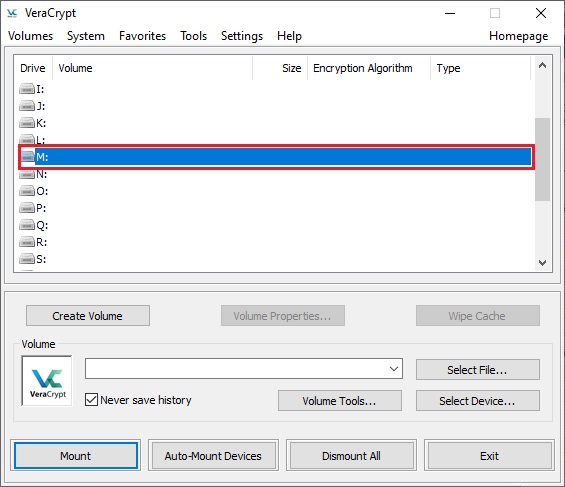 VeraCrypt
Volumes System Favorites Tools Settings Help Homepage
Drive Volume Size Encryption Algorithm Type
I:
J:
K:
L:
M:
N:
O:
P:
Q:
R:
S:
Create Volume Volume Properties... Wipe Cache
Volume
VeraCrypt
Select File...
Never save history
Volume Tools... Select Device...
Mount Auto-Mount Devices Dismount All Exit